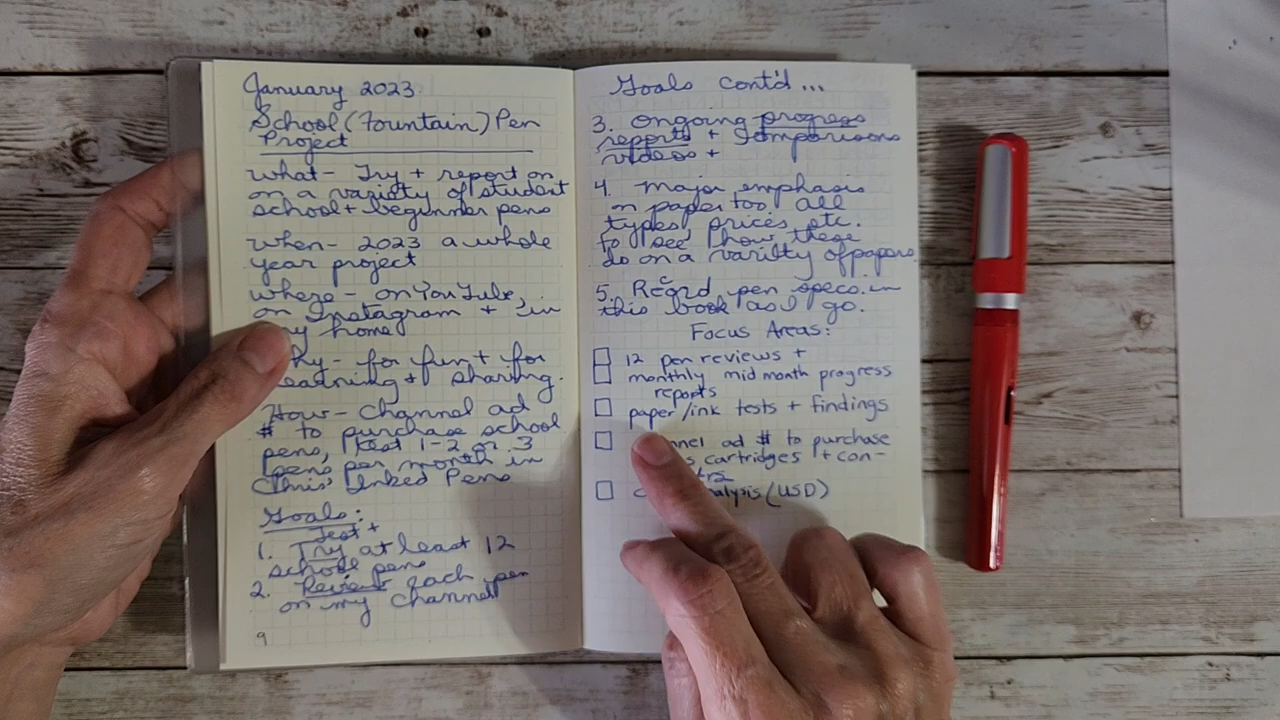 January 2023
School (Fountain) Pen
Project
what- Try + report on
on a variety of student
school + beginner pens
when- 2023 a whole
year project
where- on YouTube,
on Instagram + in
my home
why- for fun + for
learning + sharing.
How- Channel ad
$ to purchase school
pens, test 1-2 or 3
pens per month in
this Inked Pens
Goals:
Test +
1. Try at least 12
school pens
2. Review each pen
on my channel
9
Goals cont'd...
3. ongoing progress
reports + comparisons
videos +
4. Major emphasis
on paper too all
types, prices, etc.
to see how these
do on a variety of papers.
5. Record pen specs. in
this book as I go.
Focus Areas:
12 pen reviews +
monthly mid month progress
reports
paper/ink tests + findings
ad $ to purchase
cartridges + con-
(USD)